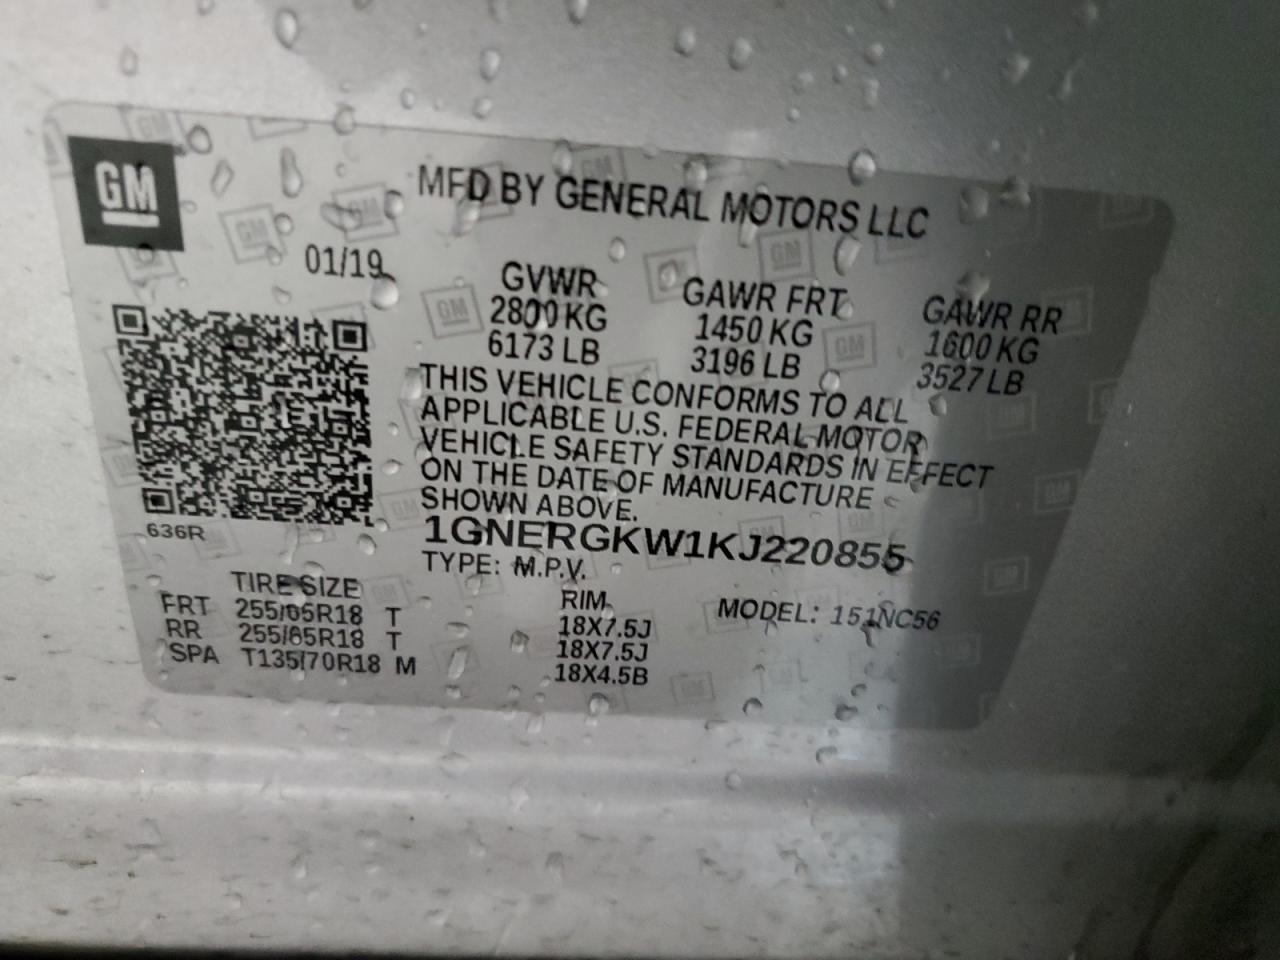 GM
MFD BY GENERAL MOTORS LLC
01/19
GVWR GAWR FRT GAWR RR
2800 KG 1450 KG 1600 KG
6173 LB 3196 LB 3527 LB
THIS VEHICLE CONFORMS TO ALL
APPLICABLE U.S. FEDERAL MOTOR
VEHICLE SAFETY STANDARDS IN EFFECT
ON THE DATE OF MANUFACTURE
SHOWN ABOVE.
636R
1GNERGKW1KJ220855
TYPE: M.P.V.
MODEL: 151NC56
TIRE SIZE RIM
FRT 255/65R18 T 18X7.5J
RR 255/65R18 T 18X7.5J
SPA T135/70R18 M 18X4.5B